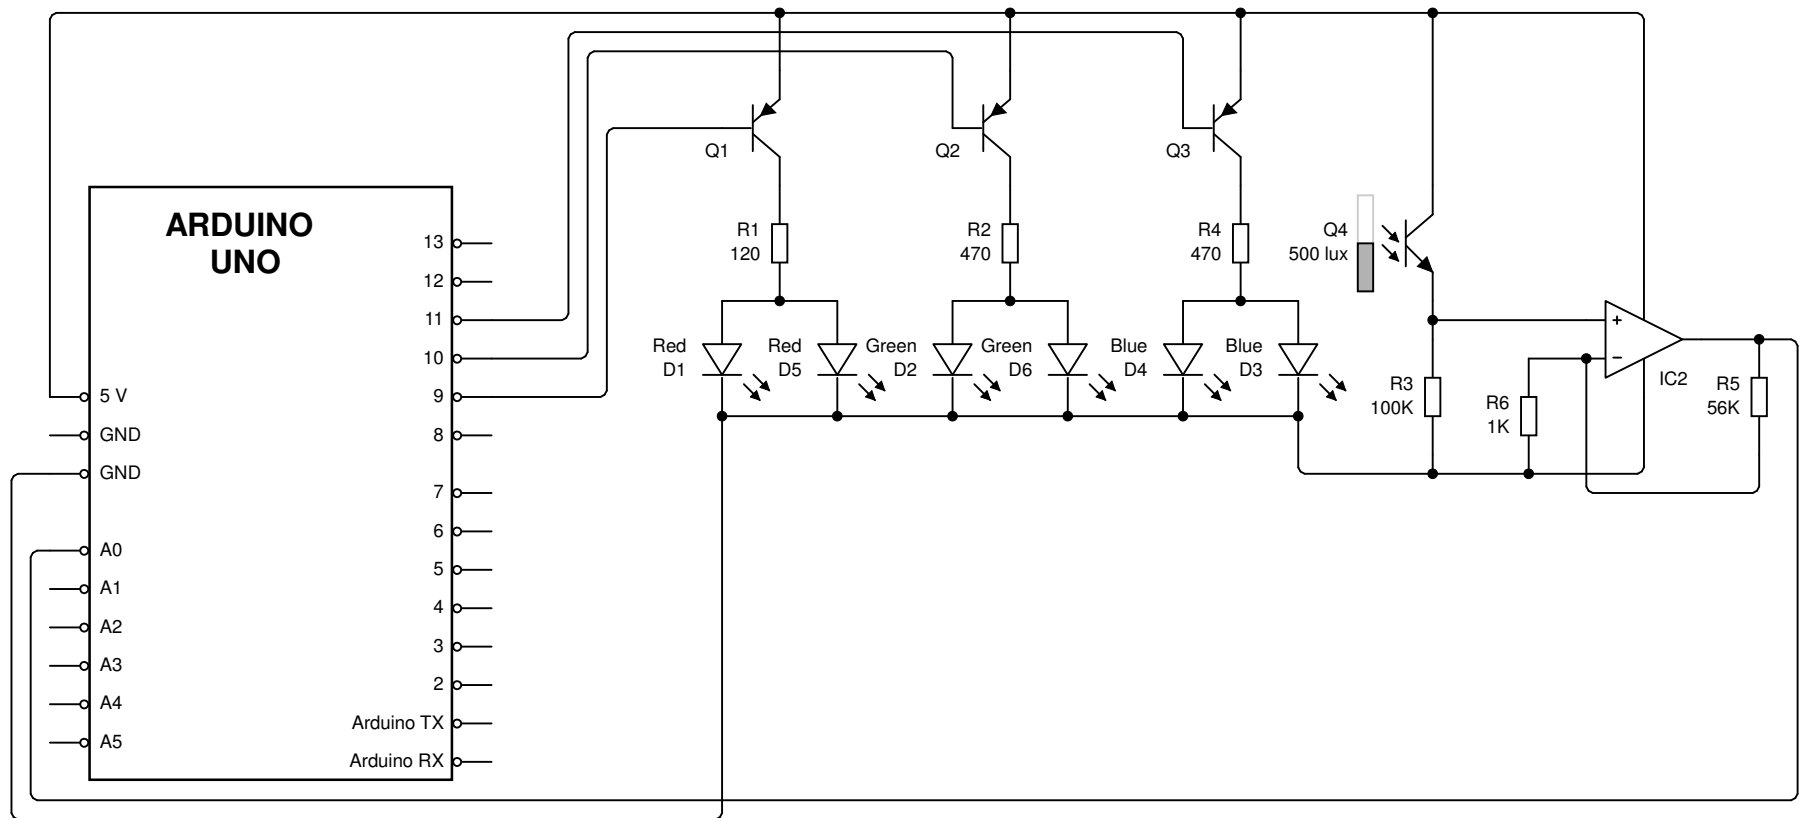 Q1
Q2
Q3
ARDUINO
UNO
13
12
11
10
9
8
7
6
5
4
3
2
Arduino TX
Arduino RX
5 V
GND
GND
A0
A1
A2
A3
A4
A5
R1
120
R2
470
R4
470
Q4
500 lux
Red
D1
Red
D5
Green
D2
Green
D6
Blue
D4
Blue
D3
R3
100K
R6
1K
+
−
IC2
R5
56K